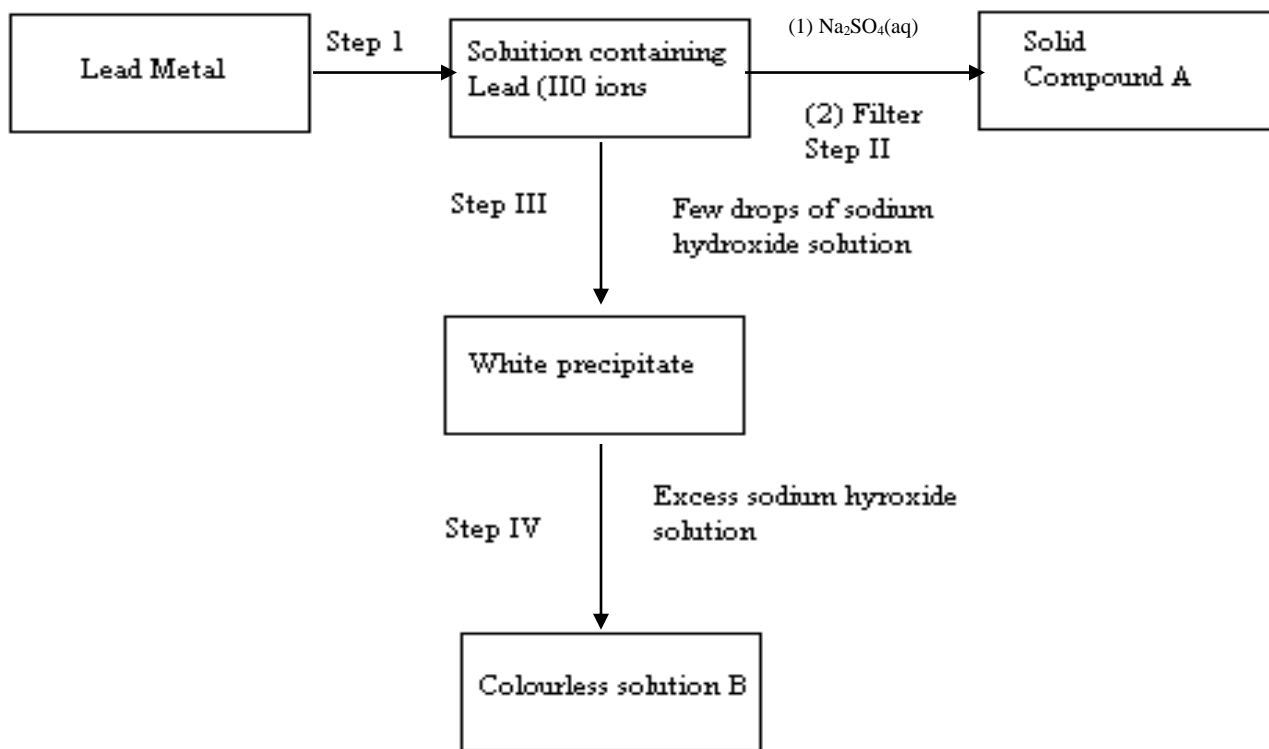 Lead Metal
Step 1
Soluition containing
Lead (II0 ions
(1) Na₂SO₄(aq)
(2) Filter
Step II
Solid
Compound A
Step III
Few drops of sodium
hydroxide solution
White precipitate
Step IV
Excess sodium hyroxide
solution
Colourless solution B